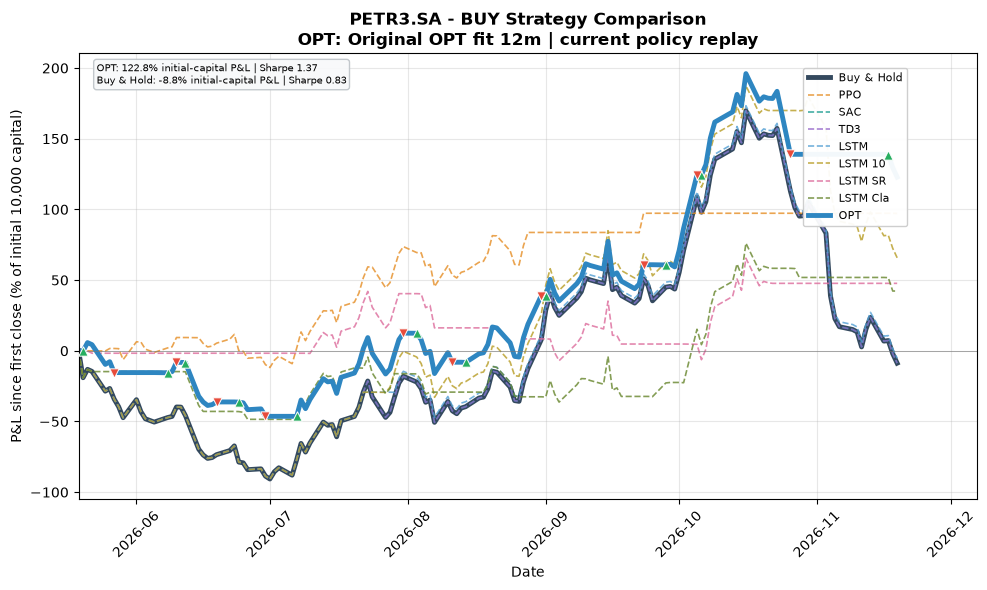 PETR3.SA - BUY Strategy Comparison
OPT: Original OPT fit 12m | current policy replay
OPT: 122.8% initial-capital P&L | Sharpe 1.37
Buy & Hold: -8.8% initial-capital P&L | Sharpe 0.83
Buy & Hold
PPO
SAC
TD3
LSTM
LSTM 10
LSTM SR
LSTM Cla
OPT
P&L since first close (% of initial 10,000 capital)
200
150
100
50
0
−50
−100
2026-06
2026-07
2026-08
2026-09
2026-10
2026-11
2026-12
Date